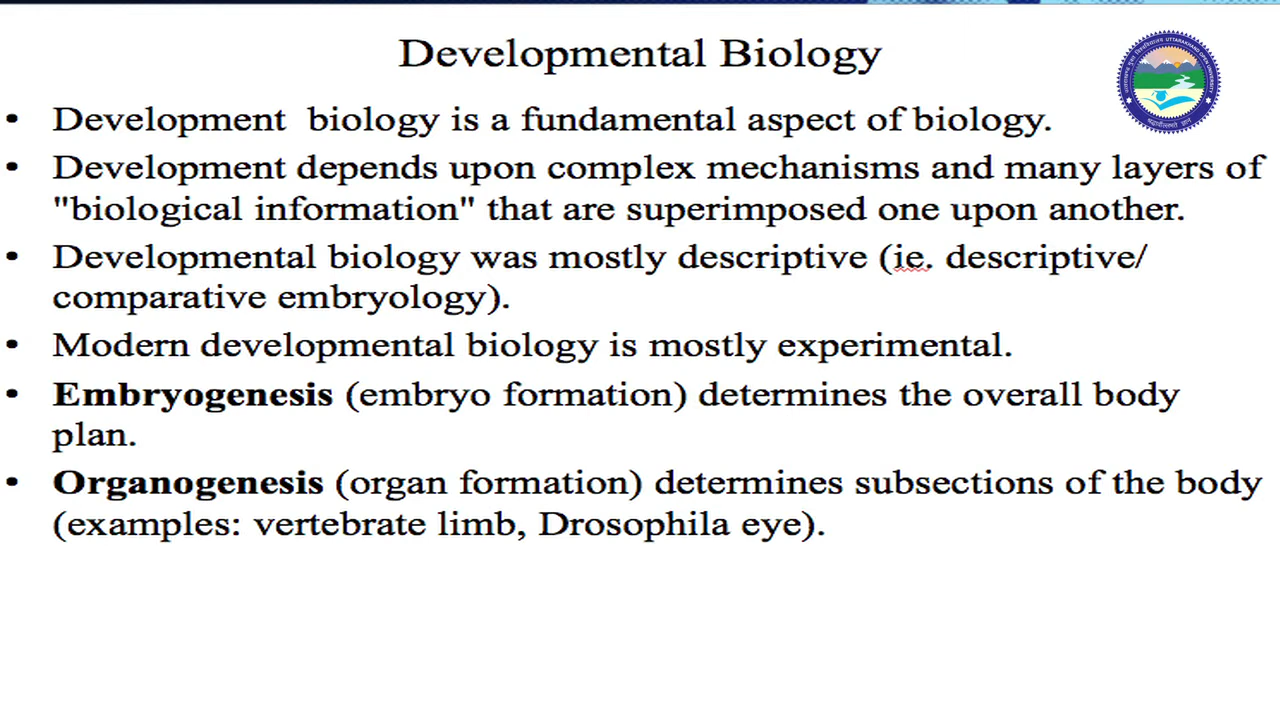 Developmental Biology
UTTARAKHAND OPEN UNIVERSITY
• Development  biology is a fundamental aspect of biology.
• Development depends upon complex mechanisms and many layers of
"biological information" that are superimposed one upon another.
• Developmental biology was mostly descriptive (ie. descriptive/
comparative embryology).
• Modern developmental biology is mostly experimental.
• Embryogenesis (embryo formation) determines the overall body
plan.
• Organogenesis (organ formation) determines subsections of the body
(examples: vertebrate limb, Drosophila eye).